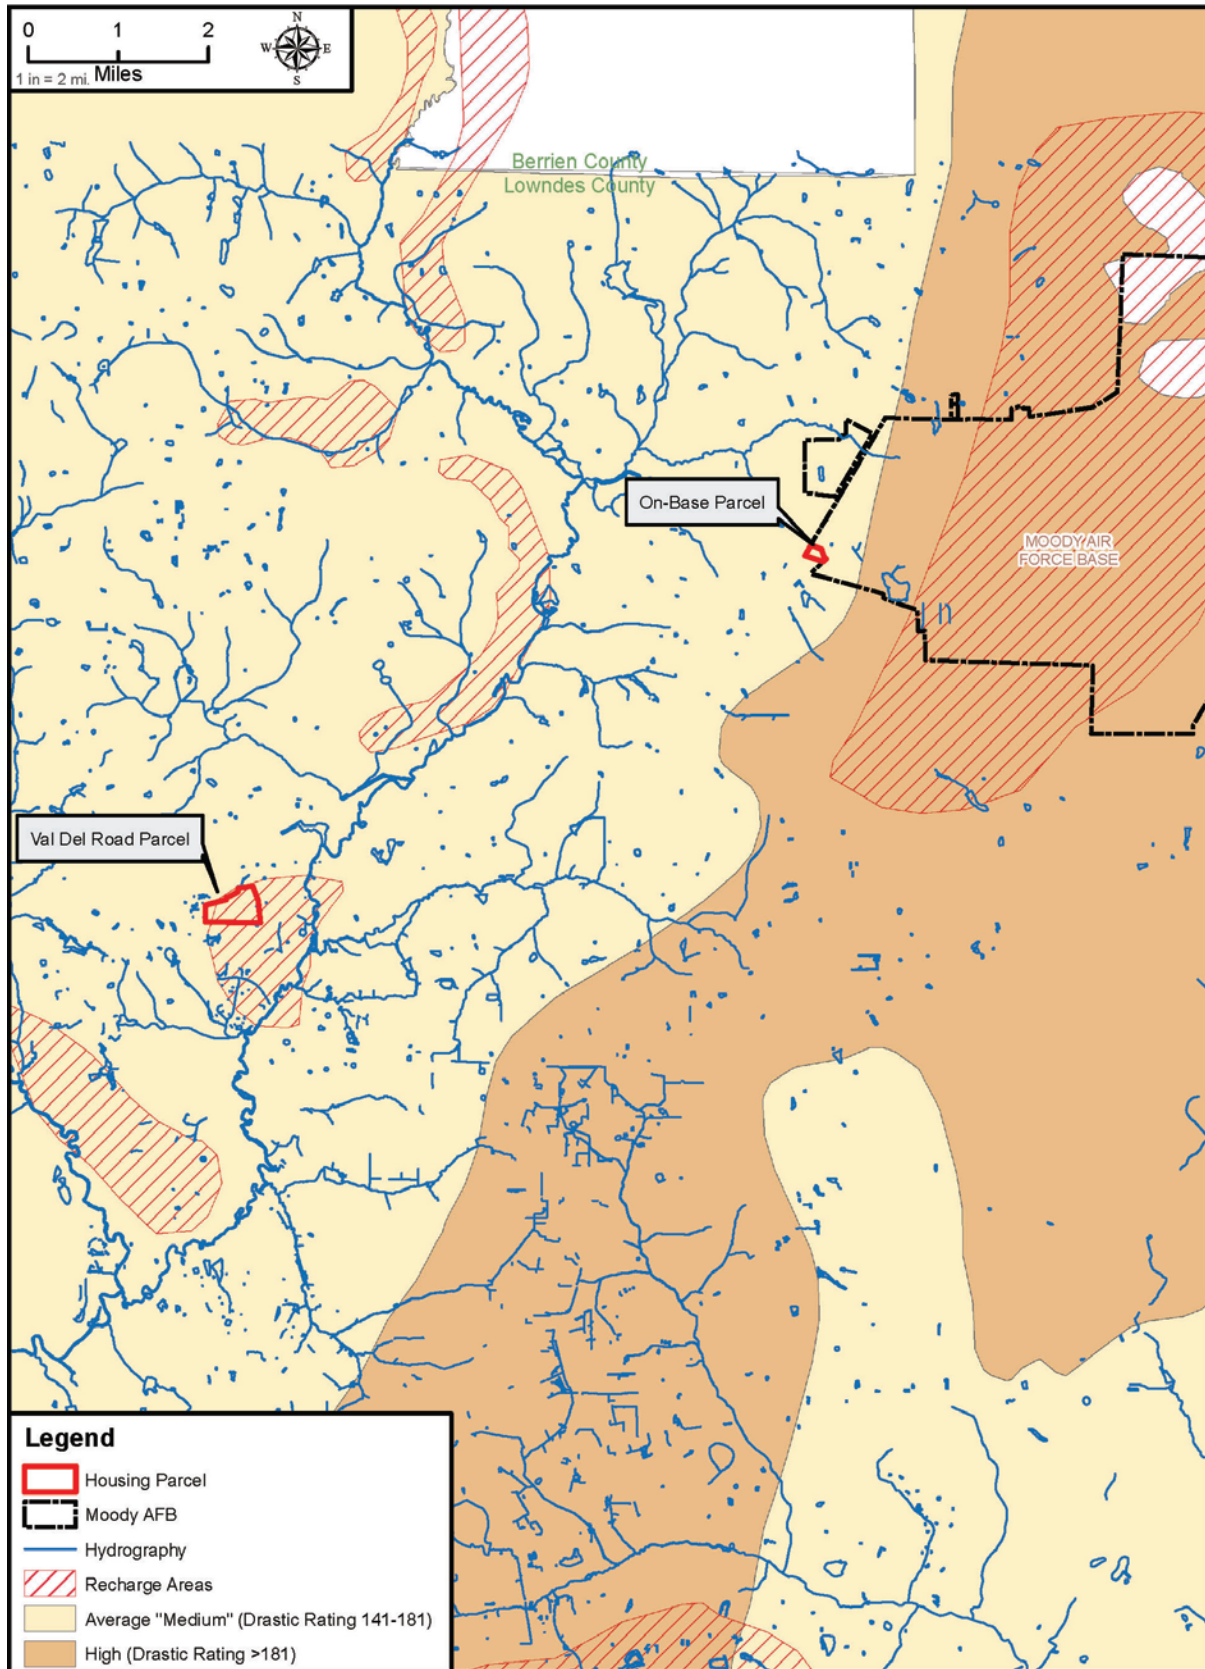 0 1 2
1 in = 2 mi. Miles
N
W E
S
Berrien County
Lowndes County
On-Base Parcel
MOODY AIR
FORCE BASE
Val Del Road Parcel
Legend
Housing Parcel
Moody AFB
Hydrography
Recharge Areas
Average "Medium" (Drastic Rating 141-181)
High (Drastic Rating >181)